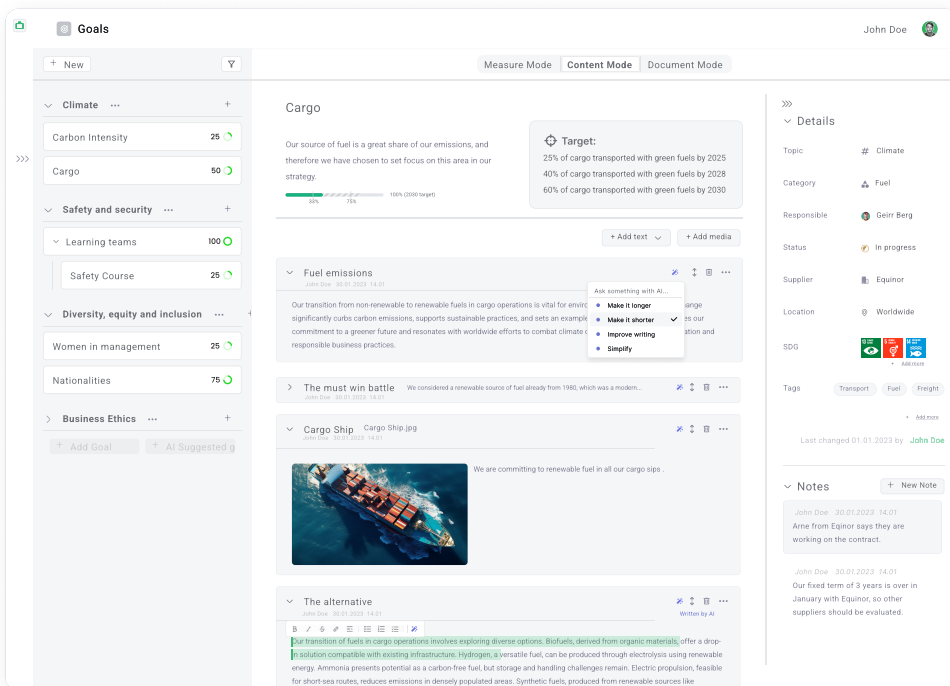 Goals
John Doe
+ New
Measure Mode
Content Mode
Document Mode
Climate ...
Carbon Intensity 25
Cargo 50
Safety and security ...
Learning teams 100
Safety Course 25
Diversity, equity and inclusion ...
Women in management 25
Nationalities 75
Business Ethics ...
+ Add Goal
+ AI Suggested g
Cargo
Our source of fuel is a great share of our emissions, and
therefore we have chosen to set focus on this area in our
strategy.
100% (2030 target)
75%
Target:
25% of cargo transported with green fuels by 2025
40% of cargo transported with green fuels by 2028
60% of cargo transported with green fuels by 2030
+ Add text
+ Add media
Fuel emissions
John Doe 30.01.2023 14.01
Our transition from non-renewable to renewable fuels in cargo operations is vital for enviro
significantly curbs carbon emissions, supports sustainable practices, and sets an example
commitment to a greener future and resonates with worldwide efforts to combat climate c
responsible business practices.
ange
es our
ation and
Ask something with AI...
Make it longer
Make it shorter
Improve writing
Simplify
The must win battle
We considered a renewable source of fuel already from 1980, which was a modern...
John Doe 30.01.2023 14.01
Cargo Ship
Cargo Ship.jpg
John Doe 30.01.2023 14.01
We are committing to renewable fuel in all our cargo sips .
The alternative
John Doe 30.01.2023 14.01
Written by AI
B
Our transition of fuels in cargo operations involves exploring diverse options. Biofuels, derived from organic materials, offer a drop-
in solution compatible with existing infrastructure. Hydrogen, a versatile fuel, can be produced through electrolysis using renewable
energy. Ammonia presents potential as a carbon-free fuel, but storage and handling challenges remain. Electric propulsion, feasible
for short-sea routes, reduces emissions in densely populated areas. Synthetic fuels, produced from renewable sources like
Details
Topic # Climate
Category Fuel
Responsible Geirr Berg
Status In progress
Supplier Equinor
Location Worldwide
SDG
+ Add more
Tags Transport Fuel Freight
+ Add more
Last changed 01.01.2023 by John Doe
Notes
+ New Note
John Doe 30.01.2023 14.01
Arne from Eqinor says they are
working on the contract.
John Doe 30.01.2023 14.01
Our fixed term of 3 years is over in
January with Equinor, so other
suppliers should be evaluated.